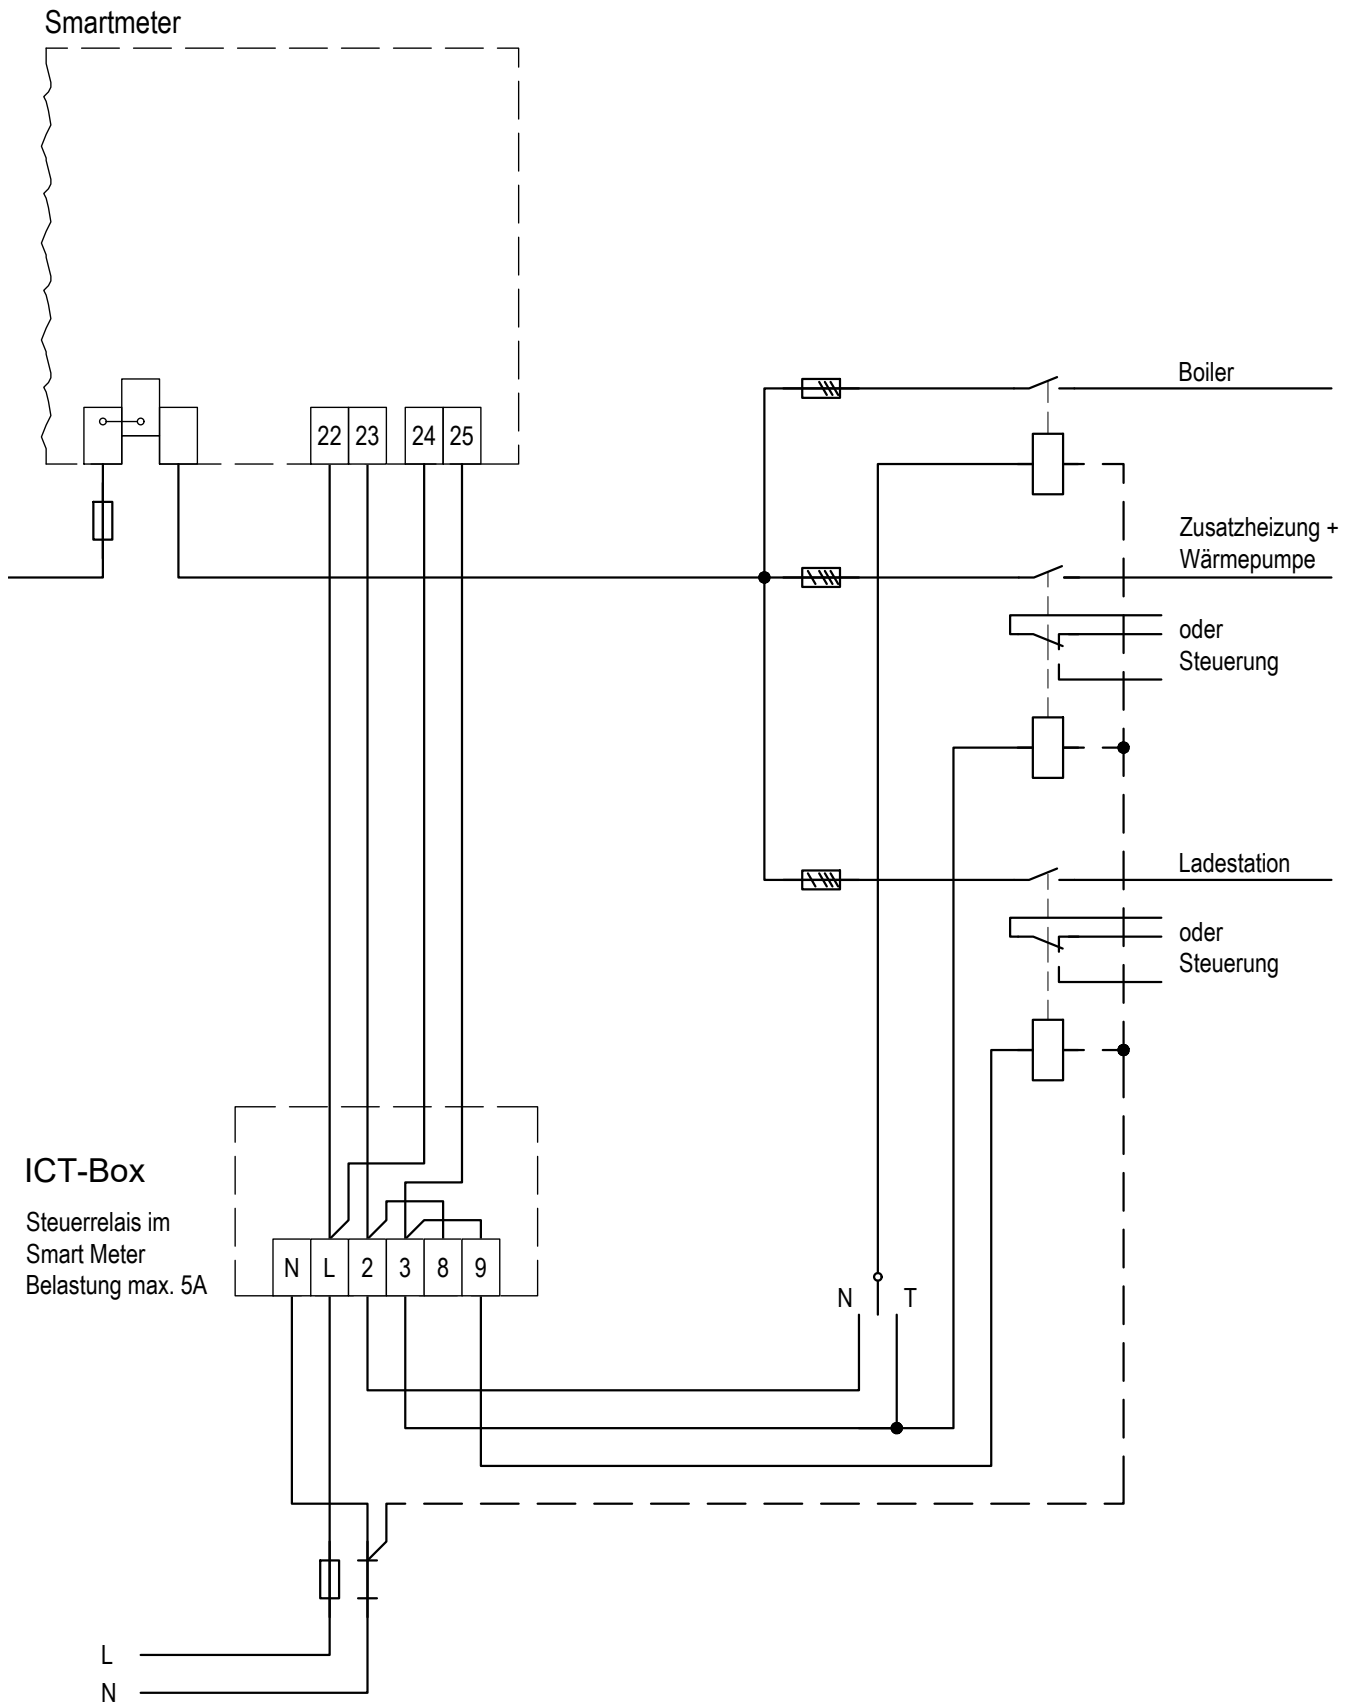 Smartmeter
Boiler
22 23 24 25
Zusatzheizung +
Wärmepumpe
oder
Steuerung
Ladestation
oder
Steuerung
ICT-Box
Steuerrelais im
Smart Meter
Belastung max. 5A
N L 2 3 8 9
N T
L
N